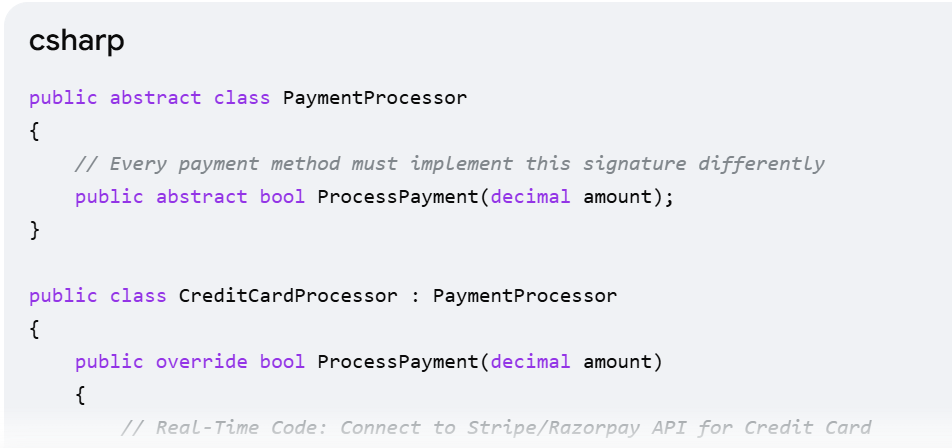 csharp
public abstract class PaymentProcessor
{
    // Every payment method must implement this signature differently
    public abstract bool ProcessPayment(decimal amount);
}
public class CreditCardProcessor : PaymentProcessor
{
    public override bool ProcessPayment(decimal amount)
    {
        // Real-Time Code: Connect to Stripe/Razorpay API for Credit Card